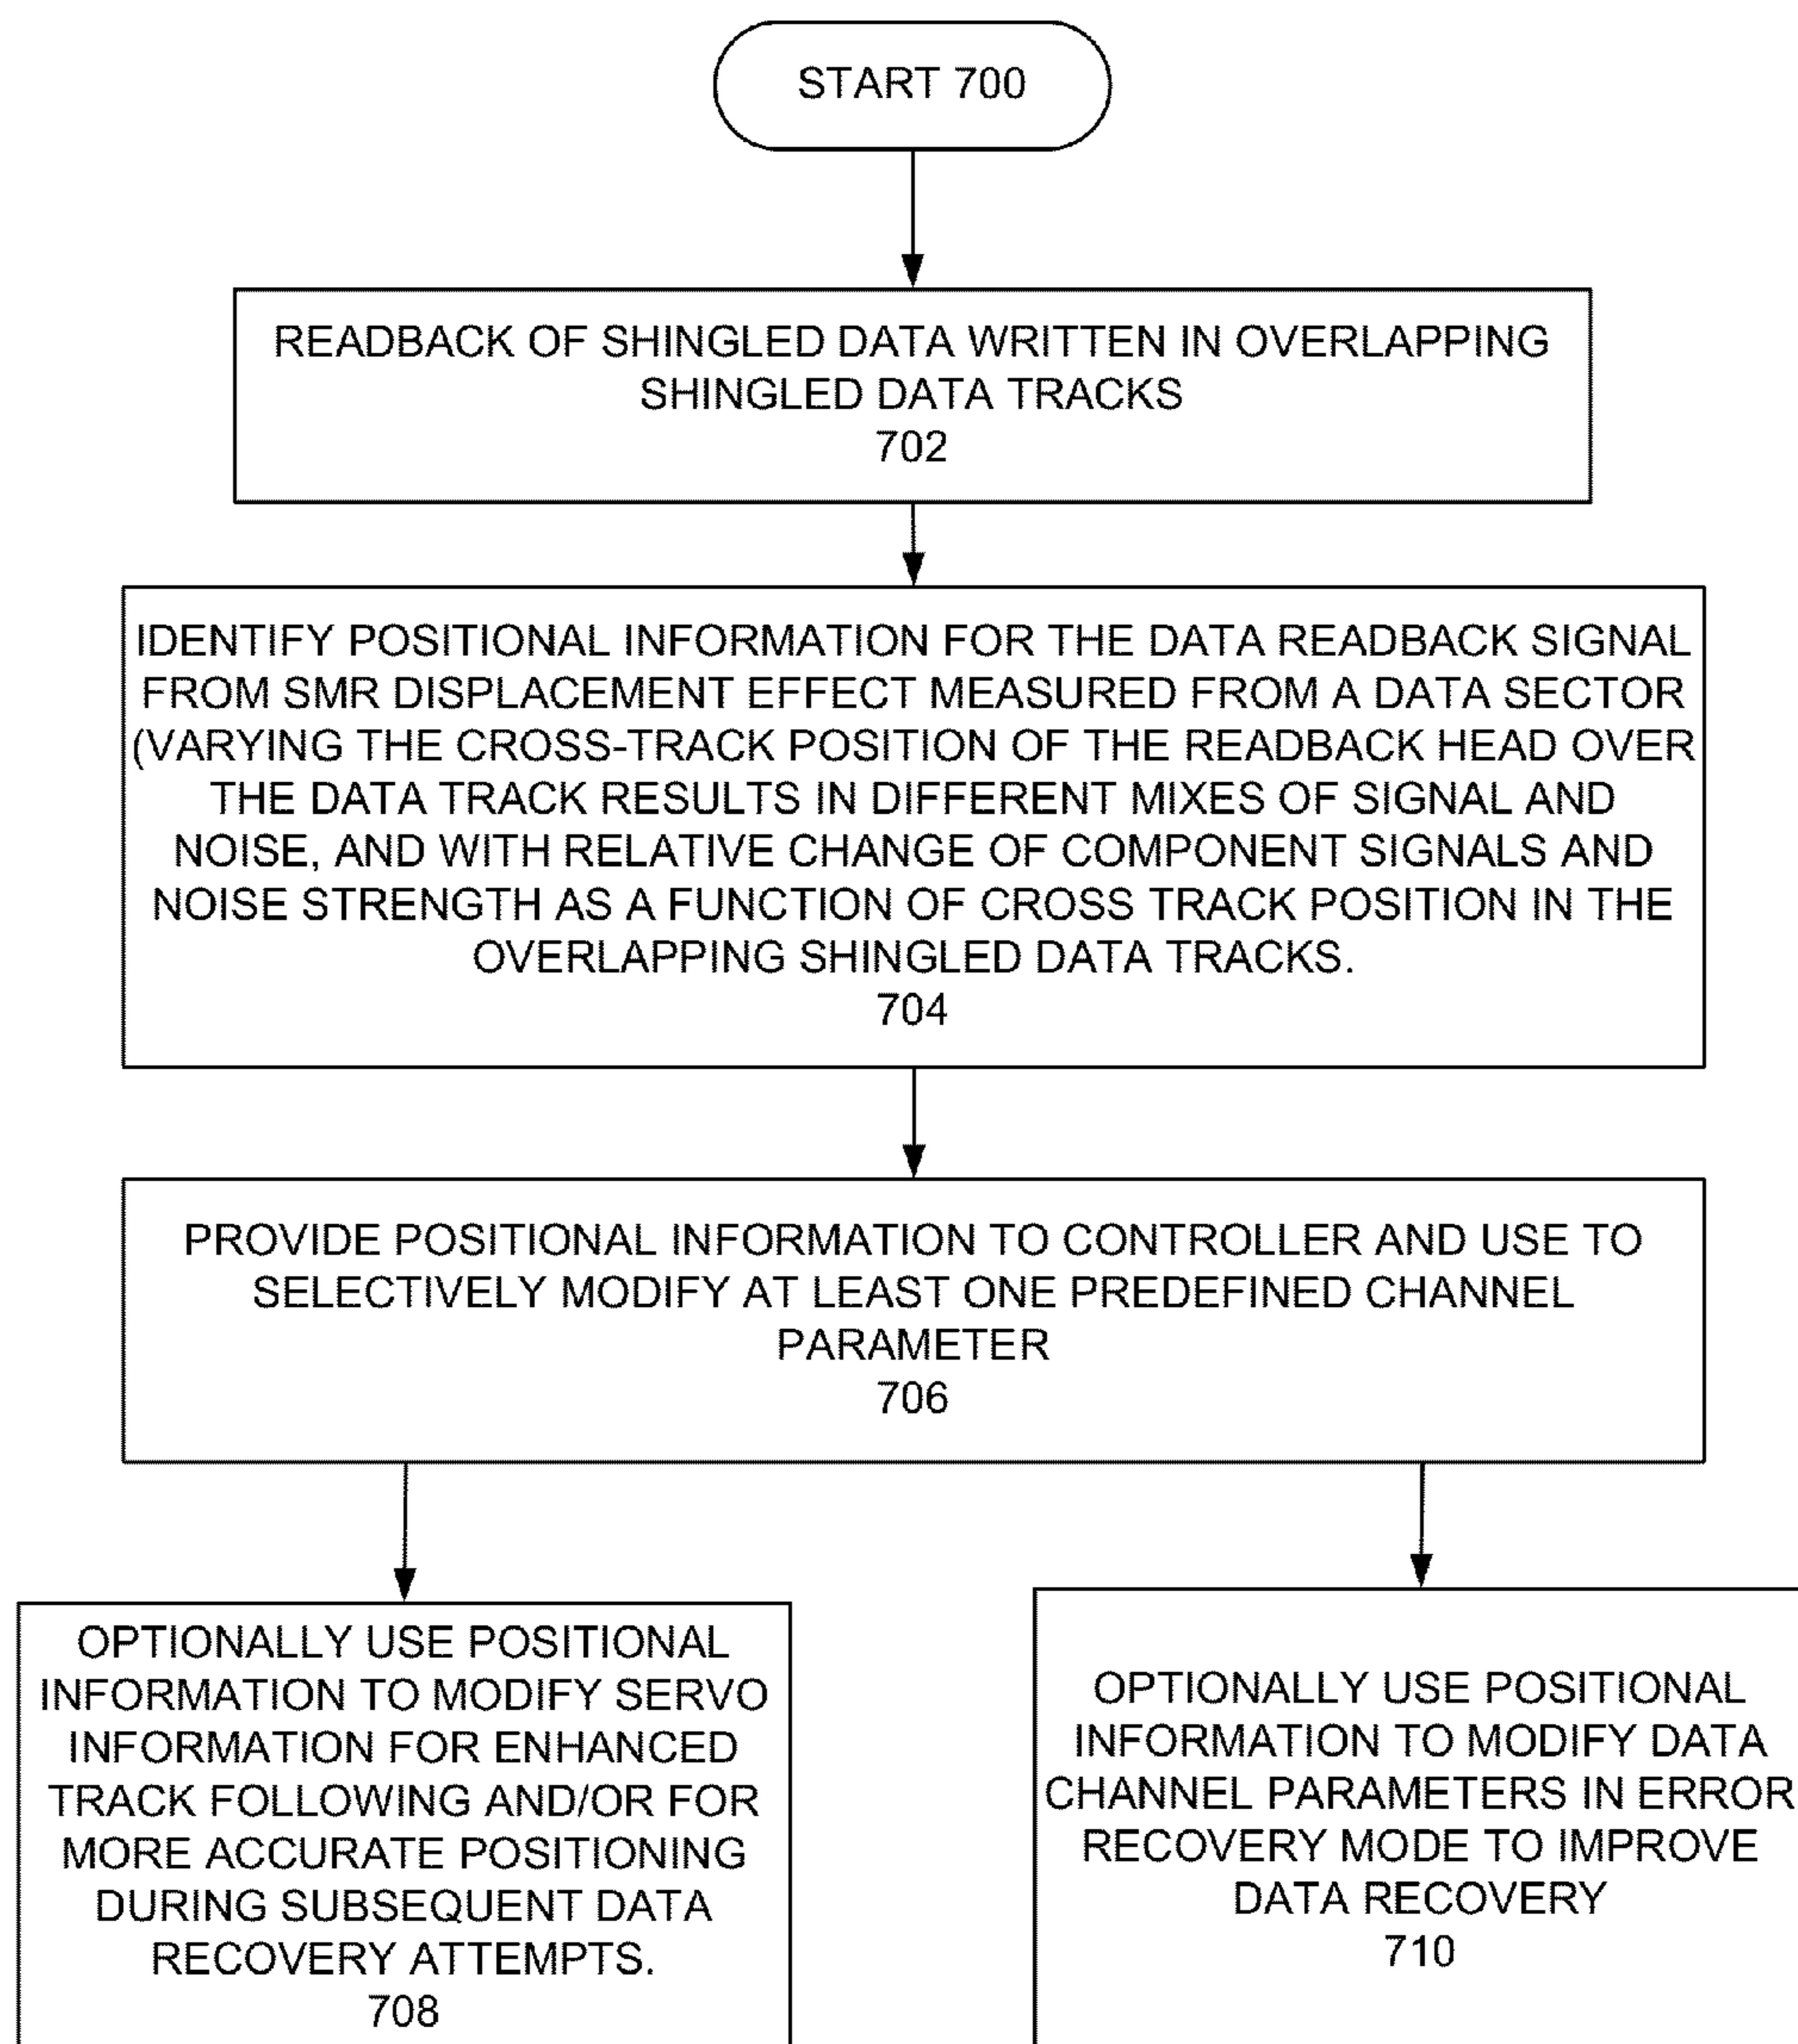 START 700
READBACK OF SHINGLED DATA WRITTEN IN OVERLAPPING
SHINGLED DATA TRACKS
702
IDENTIFY POSITIONAL INFORMATION FOR THE DATA READBACK SIGNAL
FROM SMR DISPLACEMENT EFFECT MEASURED FROM A DATA SECTOR
(VARYING THE CROSS-TRACK POSITION OF THE READBACK HEAD OVER
THE DATA TRACK RESULTS IN DIFFERENT MIXES OF SIGNAL AND
NOISE, AND WITH RELATIVE CHANGE OF COMPONENT SIGNALS AND
NOISE STRENGTH AS A FUNCTION OF CROSS TRACK POSITION IN THE
OVERLAPPING SHINGLED DATA TRACKS.
704
PROVIDE POSITIONAL INFORMATION TO CONTROLLER AND USE TO
SELECTIVELY MODIFY AT LEAST ONE PREDEFINED CHANNEL
PARAMETER
706
OPTIONALLY USE POSITIONAL
INFORMATION TO MODIFY SERVO
INFORMATION FOR ENHANCED
TRACK FOLLOWING AND/OR FOR
MORE ACCURATE POSITIONING
DURING SUBSEQUENT DATA
RECOVERY ATTEMPTS.
708
OPTIONALLY USE POSITIONAL
INFORMATION TO MODIFY DATA
CHANNEL PARAMETERS IN ERROR
RECOVERY MODE TO IMPROVE
DATA RECOVERY
710